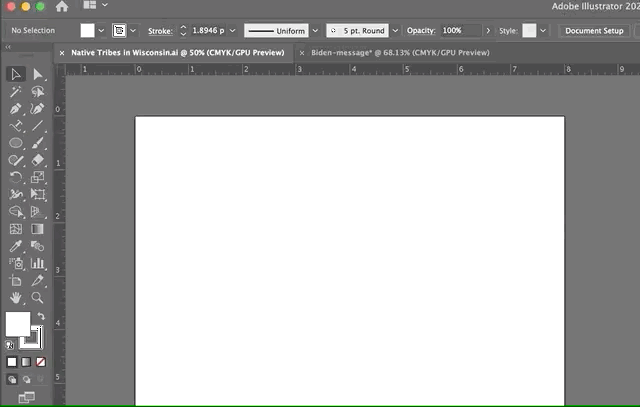 Adobe Illustrator 202
No Selection Stroke: 1.8946 p Uniform 5 pt. Round Opacity: 100% Style: Document Setup
× Native Tribes in Wisconsin.ai @ 50% (CMYK/GPU Preview) × Biden-message* @ 68.13% (CMYK/GPU Preview)
1 0 1 2 3 4 5 6 7 8 9
0
1
2
3
4
5